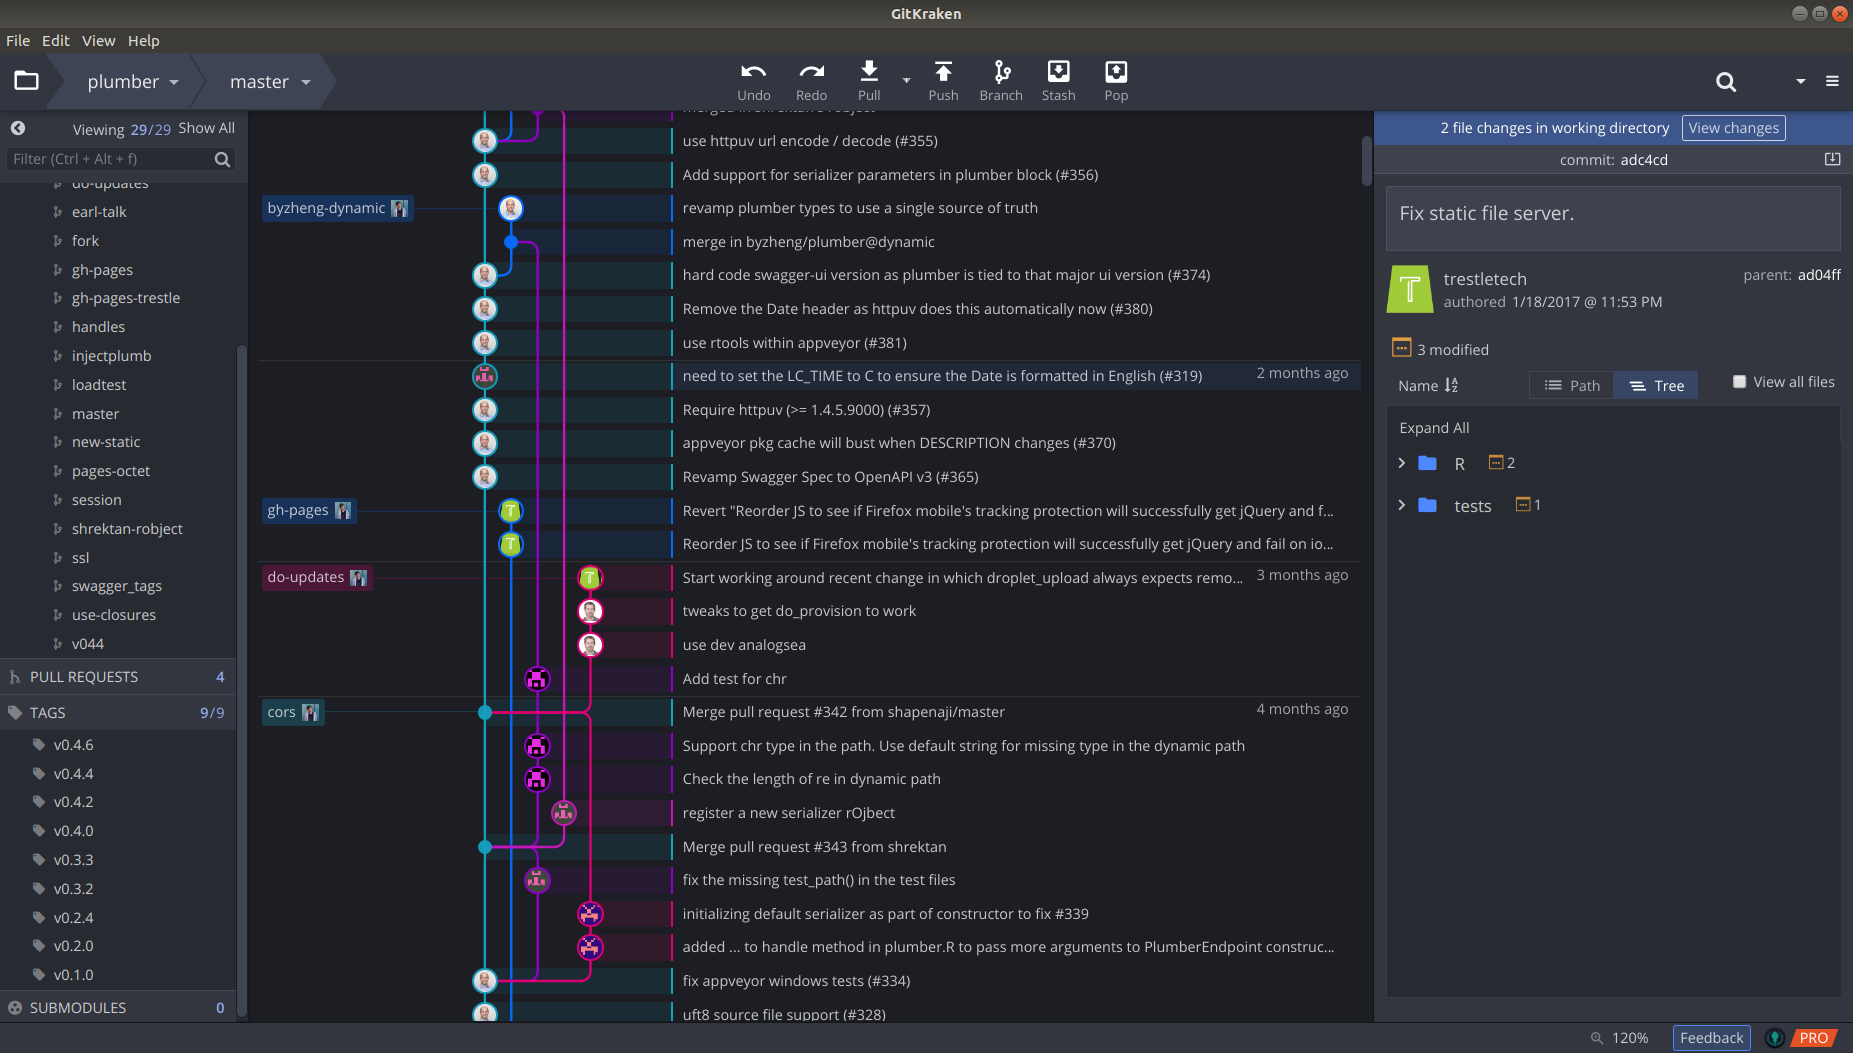 GitKraken
File Edit View Help
plumber
master
Undo
Redo
Pull
Push
Branch
Stash
Pop
Viewing 29/29 Show All
Filter (Ctrl + Alt + f)
do-updates
earl-talk
fork
gh-pages
gh-pages-trestle
handles
injectplumb
loadtest
master
new-static
pages-octet
session
shrektan-robject
ssl
swagger_tags
use-closures
v044
PULL REQUESTS 4
TAGS 9/9
v0.4.6
v0.4.4
v0.4.2
v0.4.0
v0.3.3
v0.3.2
v0.2.4
v0.2.0
v0.1.0
SUBMODULES 0
use httpuv url encode / decode (#355)
Add support for serializer parameters in plumber block (#356)
byzheng-dynamic
revamp plumber types to use a single source of truth
merge in byzheng/plumber@dynamic
hard code swagger-ui version as plumber is tied to that major ui version (#374)
Remove the Date header as httpuv does this automatically now (#380)
use rtools within appveyor (#381)
need to set the LC_TIME to C to ensure the Date is formatted in English (#319) 2 months ago
Require httpuv (>= 1.4.5.9000) (#357)
appveyor pkg cache will bust when DESCRIPTION changes (#370)
Revamp Swagger Spec to OpenAPI v3 (#365)
gh-pages
Revert "Reorder JS to see if Firefox mobile's tracking protection will successfully get jQuery and f...
Reorder JS to see if Firefox mobile's tracking protection will successfully get jQuery and fail on io...
do-updates
Start working around recent change in which droplet_upload always expects remo... 3 months ago
tweaks to get do_provision to work
use dev analogsea
Add test for chr
cors
Merge pull request #342 from shapenaji/master 4 months ago
Support chr type in the path. Use default string for missing type in the dynamic path
Check the length of re in dynamic path
register a new serializer rOjbect
Merge pull request #343 from shrektan
fix the missing test_path() in the test files
initializing default serializer as part of constructor to fix #339
added ... to handle method in plumber.R to pass more arguments to PlumberEndpoint construc...
fix appveyor windows tests (#334)
uft8 source file support (#328)
2 file changes in working directory View changes
commit: adc4cd
Fix static file server.
trestletech
parent: ad04ff
authored 1/18/2017 @ 11:53 PM
3 modified
Name
Path
Tree
View all files
Expand All
R 2
tests 1
120%
Feedback
PRO